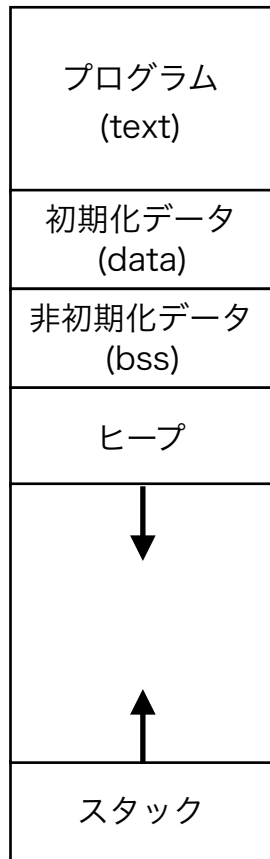 プログラム
(text)
初期化データ
(data)
非初期化データ
(bss)
ヒープ
スタック